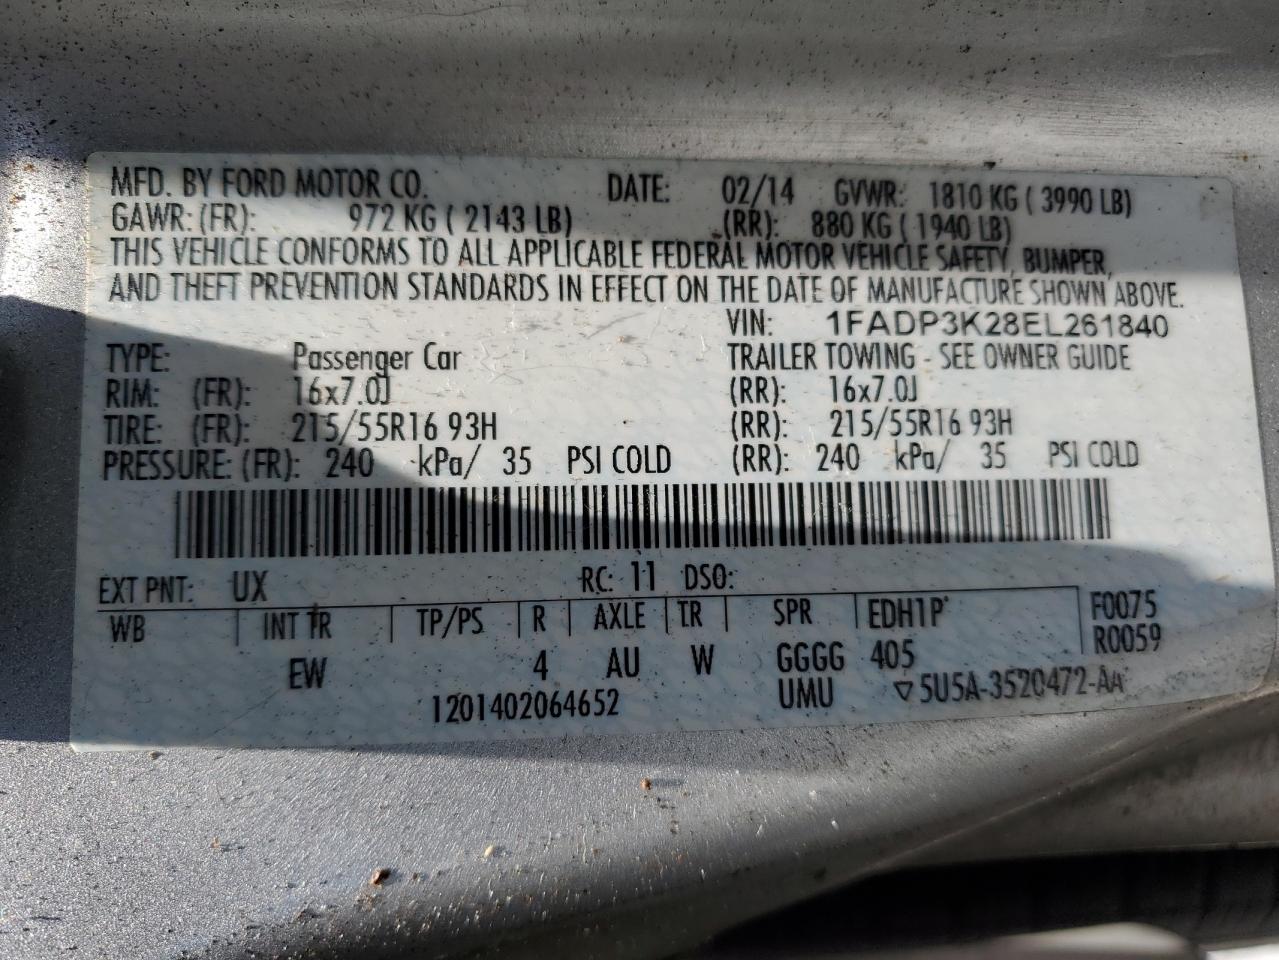 MFD. BY FORD MOTOR CO. DATE: 02/14 GVWR: 1810 KG ( 3990 LB)
GAWR: (FR): 972 KG ( 2143 LB) (RR): 880 KG ( 1940 LB)
THIS VEHICLE CONFORMS TO ALL APPLICABLE FEDERAL MOTOR VEHICLE SAFETY, BUMPER,
AND THEFT PREVENTION STANDARDS IN EFFECT ON THE DATE OF MANUFACTURE SHOWN ABOVE.
VIN: 1FADP3K28EL261840
TYPE: Passenger Car TRAILER TOWING - SEE OWNER GUIDE
RIM: (FR): 16x7.0J (RR): 16x7.0J
TIRE: (FR): 215/55R16 93H (RR): 215/55R16 93H
PRESSURE: (FR): 240 kPa/ 35 PSI COLD (RR): 240 kPa/ 35 PSI COLD
EXT PNT: UX RC: 11 DSO:
WB INT TR TP/PS R AXLE TR SPR EDH1P F0075
R0059
EW 4 AU W GGGG 405
1201402064652 UMU ▽5U5A-3520472-AA